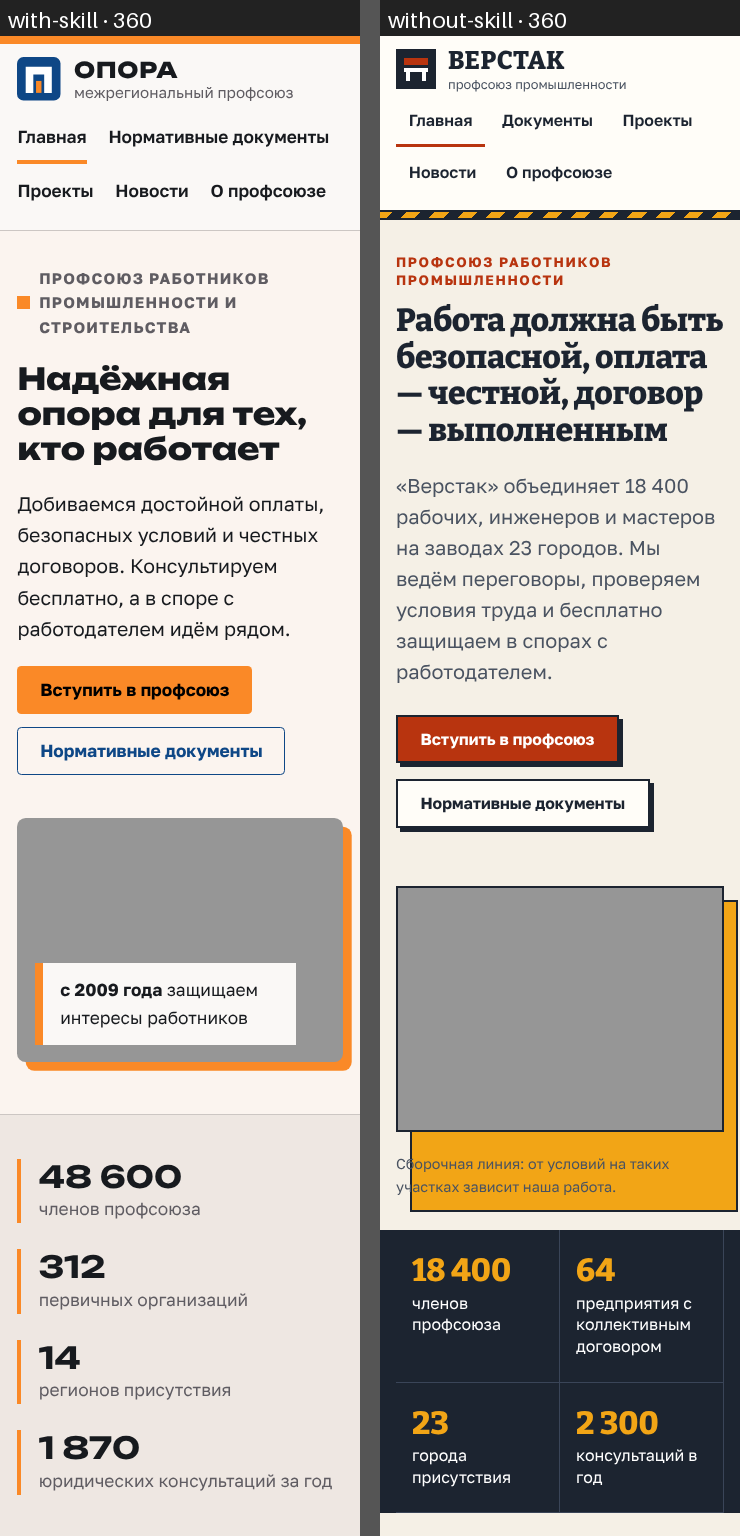 with-skill · 360
ОПОРА
межрегиональный профсоюз
Главная Нормативные документы
Проекты Новости О профсоюзе
ПРОФСОЮЗ РАБОТНИКОВ
ПРОМЫШЛЕННОСТИ И
СТРОИТЕЛЬСТВА
Надёжная
опора для тех,
кто работает
Добиваемся достойной оплаты,
безопасных условий и честных
договоров. Консультируем
бесплатно, а в споре с
работодателем идём рядом.
Вступить в профсоюз
Нормативные документы
с 2009 года защищаем
интересы работников
48 600
членов профсоюза
312
первичных организаций
14
регионов присутствия
1 870
юридических консультаций за год
without-skill · 360
ВЕРСТАК
профсоюз промышленности
Главная Документы Проекты
Новости О профсоюзе
ПРОФСОЮЗ РАБОТНИКОВ
ПРОМЫШЛЕННОСТИ
Работа должна быть
безопасной, оплата
— честной, договор
— выполненным
«Верстак» объединяет 18 400
рабочих, инженеров и мастеров
на заводах 23 городов. Мы
ведём переговоры, проверяем
условия труда и бесплатно
защищаем в спорах с
работодателем.
Вступить в профсоюз
Нормативные документы
Сборочная линия: от условий на таких
участках зависит наша работа.
18 400
членов
профсоюза
64
предприятия с
коллективным
договором
23
города
присутствия
2 300
консультаций в
год